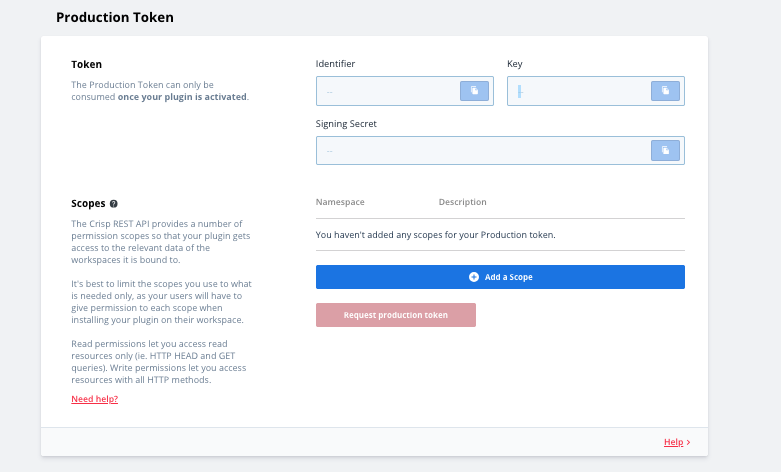 Production Token
Token
The Production Token can only be
consumed once your plugin is activated.
Identifier
Key
Signing Secret
Scopes
The Crisp REST API provides a number of
permission scopes so that your plugin gets
access to the relevant data of the
workspaces it is bound to.
It's best to limit the scopes you use to what
is needed only, as your users will have to
give permission to each scope when
installing your plugin on their workspace.
Read permissions let you access read
resources only (ie. HTTP HEAD and GET
queries). Write permissions let you access
resources with all HTTP methods.
Need help?
Namespace Description
You haven't added any scopes for your Production token.
Add a Scope
Request production token
Help